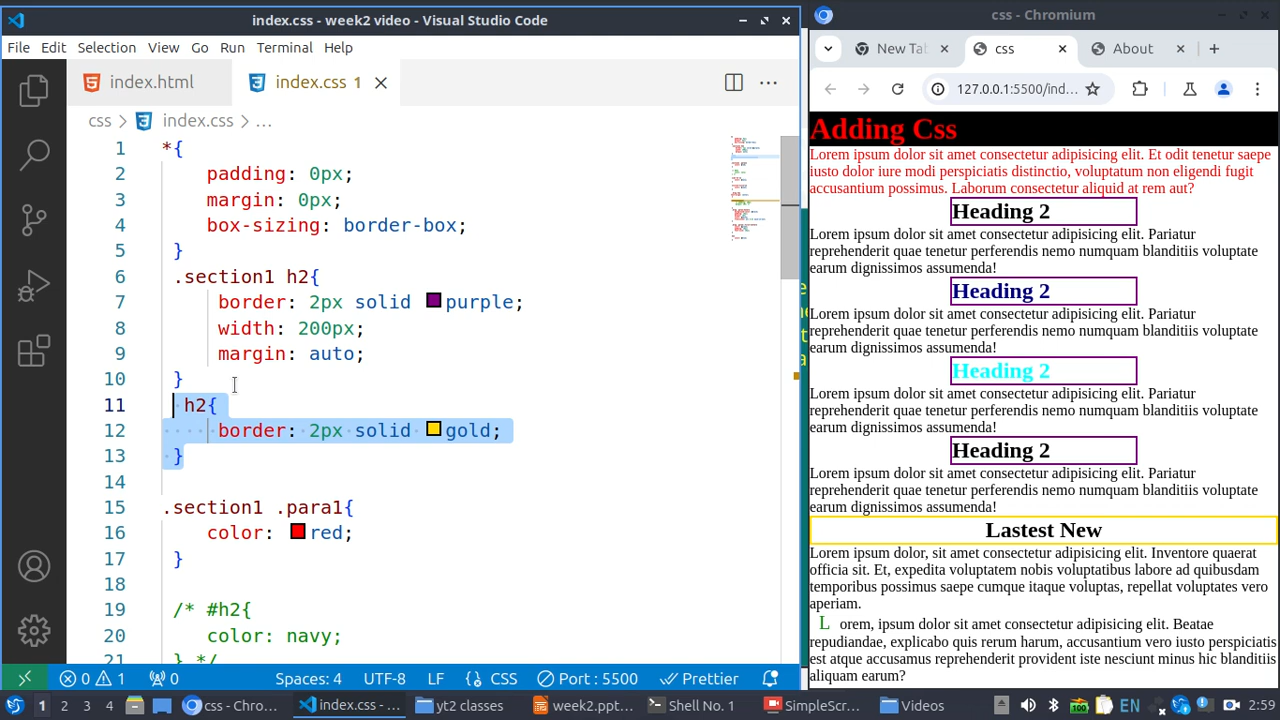 index.css - week2 video - Visual Studio Code
File Edit Selection View Go Run Terminal Help
index.html index.css 1
css > index.css > ...
1 *{
2 padding: 0px;
3 margin: 0px;
4 box-sizing: border-box;
5 }
6 .section1 h2{
7 border: 2px solid purple;
8 width: 200px;
9 margin: auto;
10 }
11 h2{
12 border: 2px solid gold;
13 }
14
15 .section1 .para1{
16 color: red;
17 }
18
19 /* #h2{
20 color: navy;
21 } */
0 1 0 Spaces: 4 UTF-8 LF {} CSS Port : 5500 Prettier
css - Chromium
New Tab css About
127.0.0.1:5500/ind...
Adding Css
Lorem ipsum dolor sit amet consectetur adipisicing elit. Et odit tenetur saepe
iusto dolor iure modi perspiciatis distinctio, voluptatum non eligendi fugit
accusantium possimus. Laborum consectetur aliquid at rem aut?
Heading 2
Lorem ipsum dolor sit amet consectetur adipisicing elit. Pariatur
reprehenderit quae tenetur perferendis nemo numquam blanditiis voluptate
earum dignissimos assumenda!
Heading 2
Lorem ipsum dolor sit amet consectetur adipisicing elit. Pariatur
reprehenderit quae tenetur perferendis nemo numquam blanditiis voluptate
earum dignissimos assumenda!
Heading 2
Lorem ipsum dolor sit amet consectetur adipisicing elit. Pariatur
reprehenderit quae tenetur perferendis nemo numquam blanditiis voluptate
earum dignissimos assumenda!
Heading 2
Lorem ipsum dolor sit amet consectetur adipisicing elit. Pariatur
reprehenderit quae tenetur perferendis nemo numquam blanditiis voluptate
earum dignissimos assumenda!
Lastest New
Lorem ipsum dolor, sit amet consectetur adipisicing elit. Inventore quaerat
officia sit. Et, expedita voluptatem nobis voluptatibus labore ad quibusdam
temporibus possimus saepe cumque itaque voluptas, repellat voluptates vero
aperiam.
Lorem, ipsum dolor sit amet consectetur adipisicing elit. Beatae
repudiandae, explicabo quis rerum harum, accusantium vero iusto perspiciatis
est atque accusamus reprehenderit provident iste nesciunt minus hic blanditiis
aliquam earum?
1 2 3 4 css - Chro... index.css - ... yt2 classes week2.ppt... Shell No. 1 SimpleScr... Videos 100 EN 2:59